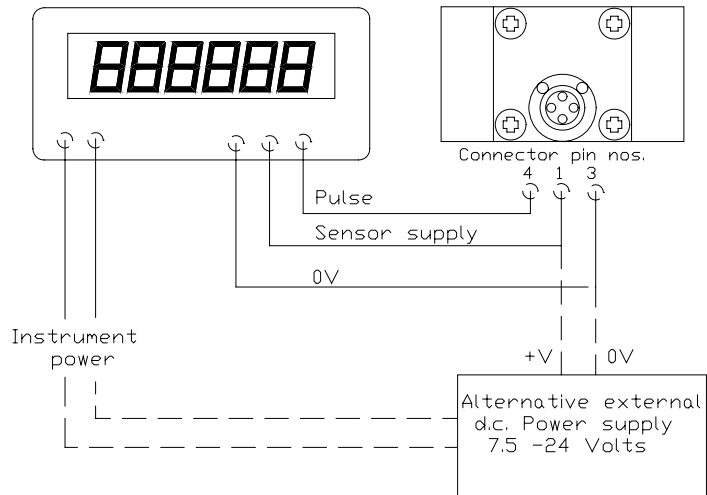 888888
Connector pin nos.
4 1 3
Pulse
Sensor supply
0V
Instrument
power
+V 0V
Alternative external
d.c. Power supply
7.5 -24 Volts